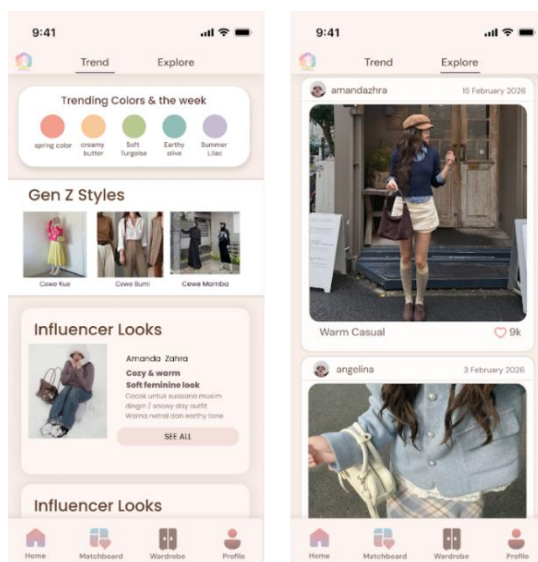 9:41
Trend Explore
Trending Colors & the week
spring color
creamy butter
Soft Turgoise
Earthy olive
Summer Lilac
Gen Z Styles
Cewe Kue
Cewe Bumi
Cewe Mamba
Influencer Looks
Amanda Zahra
Cozy & warm
Soft feminine look
Cocok untuk suasana musim
dingin / snowy day outfit
Warna netral dan earthy tone
SEE ALL
Influencer Looks
Home Matchboard Wardrobe Profile
9:41
Trend Explore
amandazhra 15 February 2026
Warm Casual 9k
angelina 3 February 2026
Home Matchboard Wardrobe Profile